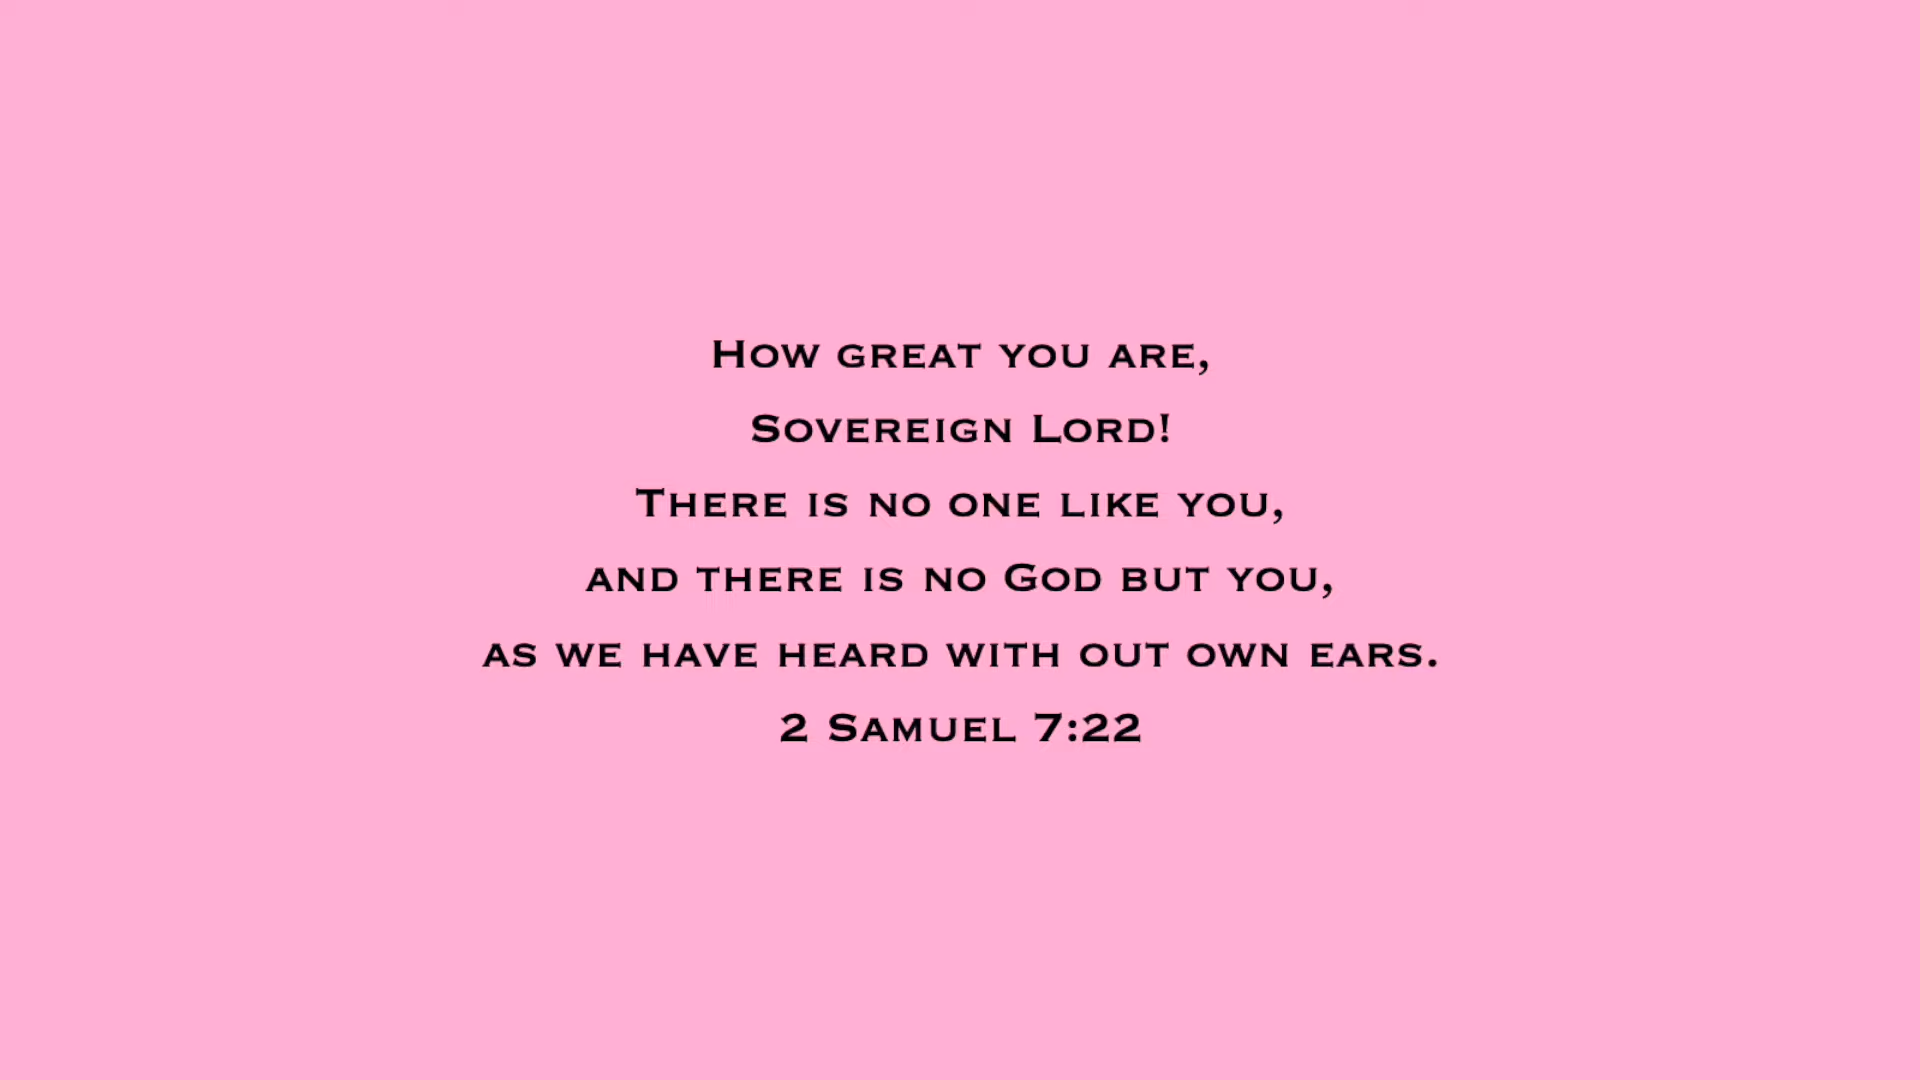 How great you are,
Sovereign Lord!
There is no one like you,
and there is no God but you,
as we have heard with out own ears.
2 Samuel 7:22